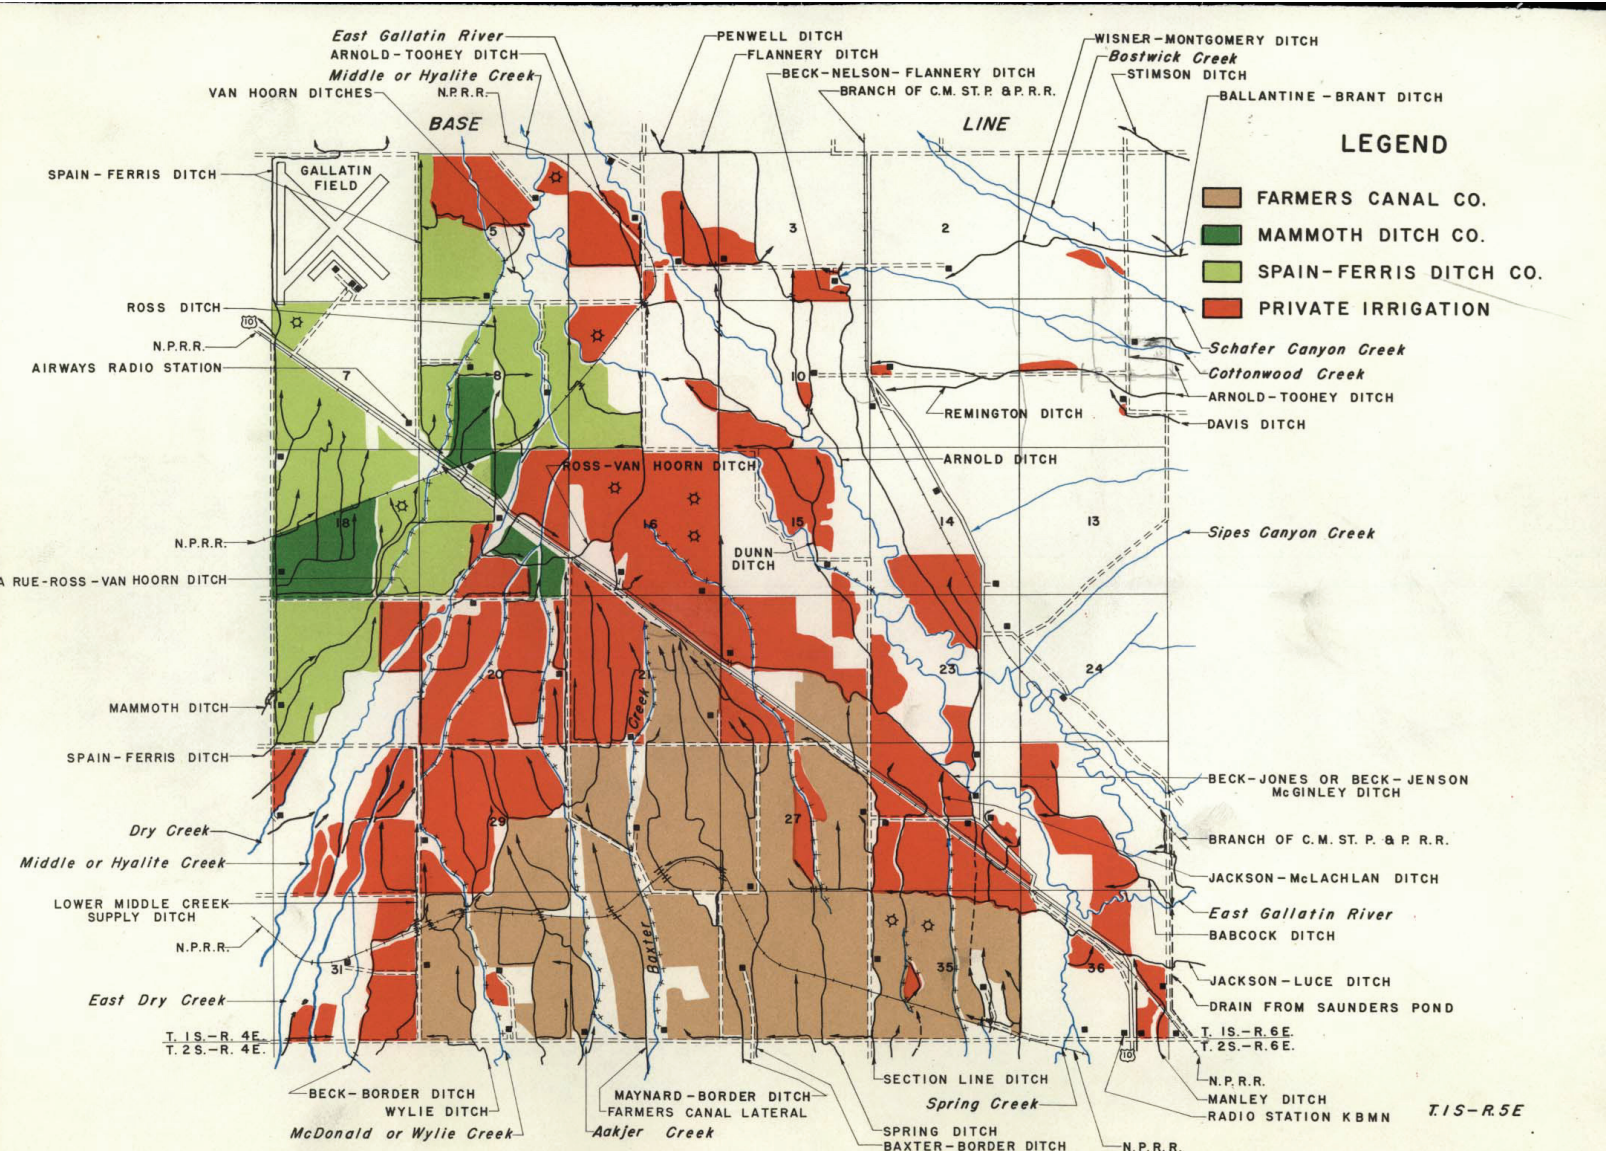 East Gallatin River
ARNOLD-TOOHEY DITCH
Middle or Hyalite Creek
VAN HOORN DITCHES
N.P.R.R.
PENWELL DITCH
FLANNERY DITCH
BECK-NELSON-FLANNERY DITCH
BRANCH OF C.M. ST. P. & P. R. R.
WISNER-MONTGOMERY DITCH
Bostwick Creek
STIMSON DITCH
BALLANTINE-BRANT DITCH
BASE
LINE
LEGEND
FARMERS CANAL CO.
MAMMOTH DITCH CO.
SPAIN-FERRIS DITCH CO.
PRIVATE IRRIGATION
SPAIN-FERRIS DITCH
GALLATIN
FIELD
5
3
2
1
ROSS DITCH
10
N.P.R.R.
AIRWAYS RADIO STATION
7
8
10
Schafer Canyon Creek
Cottonwood Creek
ARNOLD-TOOHEY DITCH
REMINGTON DITCH
DAVIS DITCH
ROSS-VAN HOORN DITCH
ARNOLD DITCH
18
16
15
14
13
Sipes Canyon Creek
N.P.R.R.
DUNN
DITCH
A RUE-ROSS-VAN HOORN DITCH
20
21
23
24
MAMMOTH DITCH
Creek
SPAIN-FERRIS DITCH
BECK-JONES OR BECK-JENSON
McGINLEY DITCH
29
27
Dry Creek
BRANCH OF C.M. ST. P. & P. R. R.
Middle or Hyalite Creek
JACKSON-McLACHLAN DITCH
LOWER MIDDLE CREEK
SUPPLY DITCH
East Gallatin River
BABCOCK DITCH
N.P.R.R.
Baxter
31
35
36
JACKSON-LUCE DITCH
East Dry Creek
DRAIN FROM SAUNDERS POND
T. 1S.-R. 4E.
T. 2S.-R. 4E.
T. 1S.-R.6E.
T. 2S.-R.6E.
10
BECK-BORDER DITCH
WYLIE DITCH
McDonald or Wylie Creek
MAYNARD-BORDER DITCH
FARMERS CANAL LATERAL
Aakjer Creek
SECTION LINE DITCH
Spring Creek
SPRING DITCH
BAXTER-BORDER DITCH
N.P.R.R.
N.P.R.R.
MANLEY DITCH
RADIO STATION KBMN
T.1S-R.5E